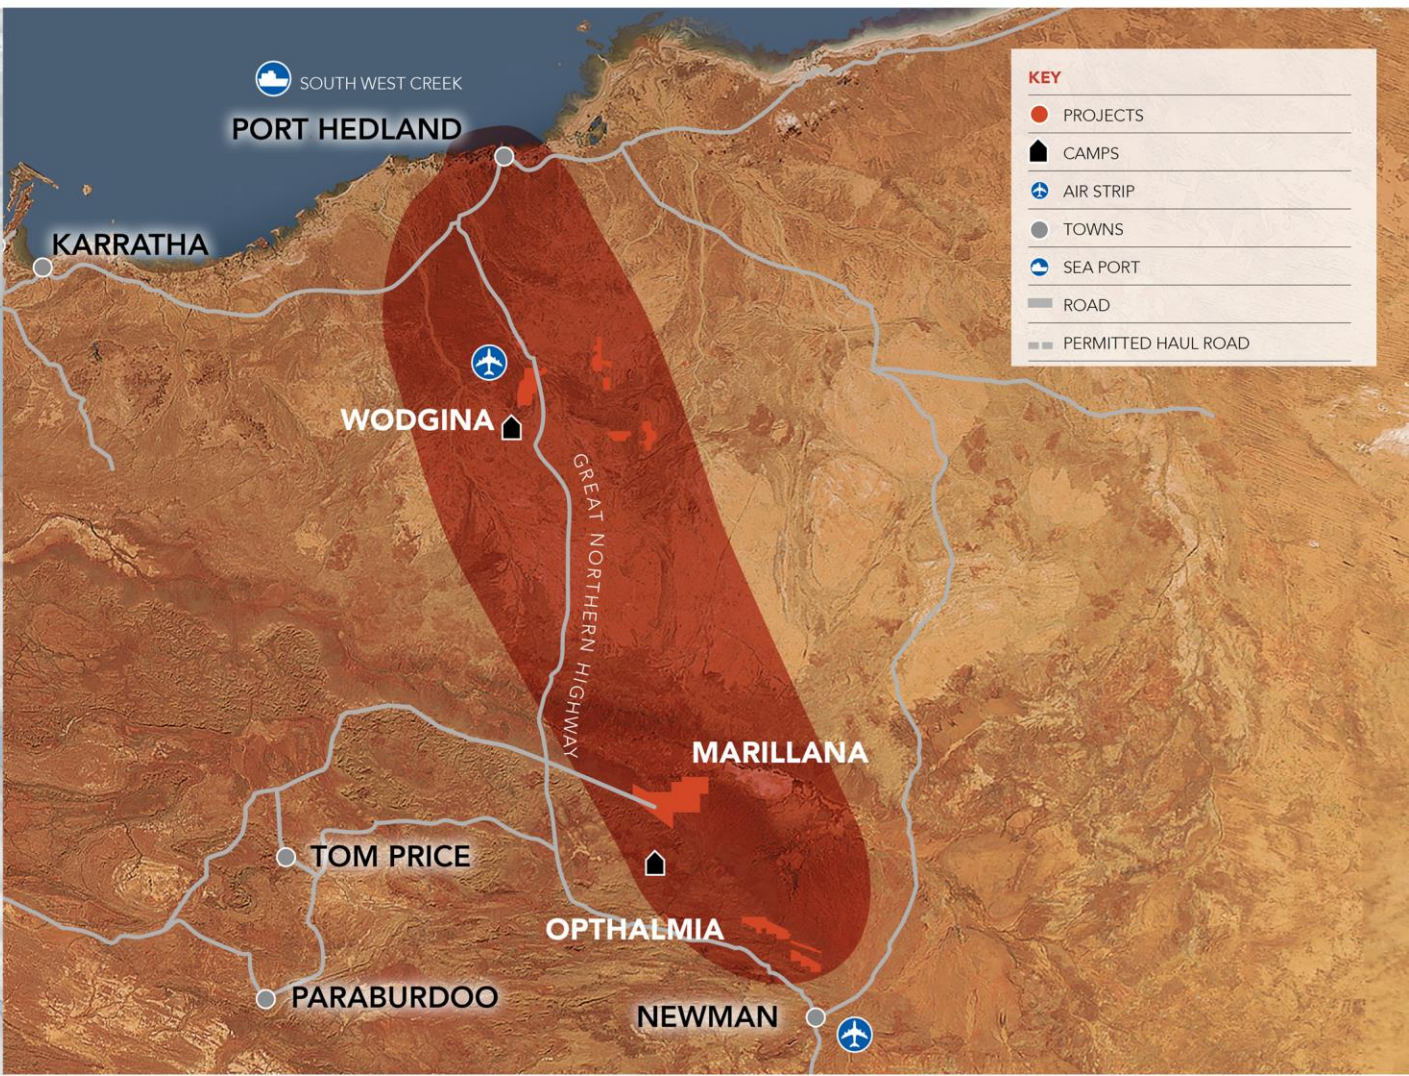 SOUTH WEST CREEK
PORT HEDLAND
KARRATHA
KEY
PROJECTS
CAMPS
AIR STRIP
TOWNS
SEA PORT
ROAD
PERMITTED HAUL ROAD
WODGINA
GREAT NORTHERN HIGHWAY
MARILLANA
TOM PRICE
OPTHALMIA
PARABURDOO
NEWMAN